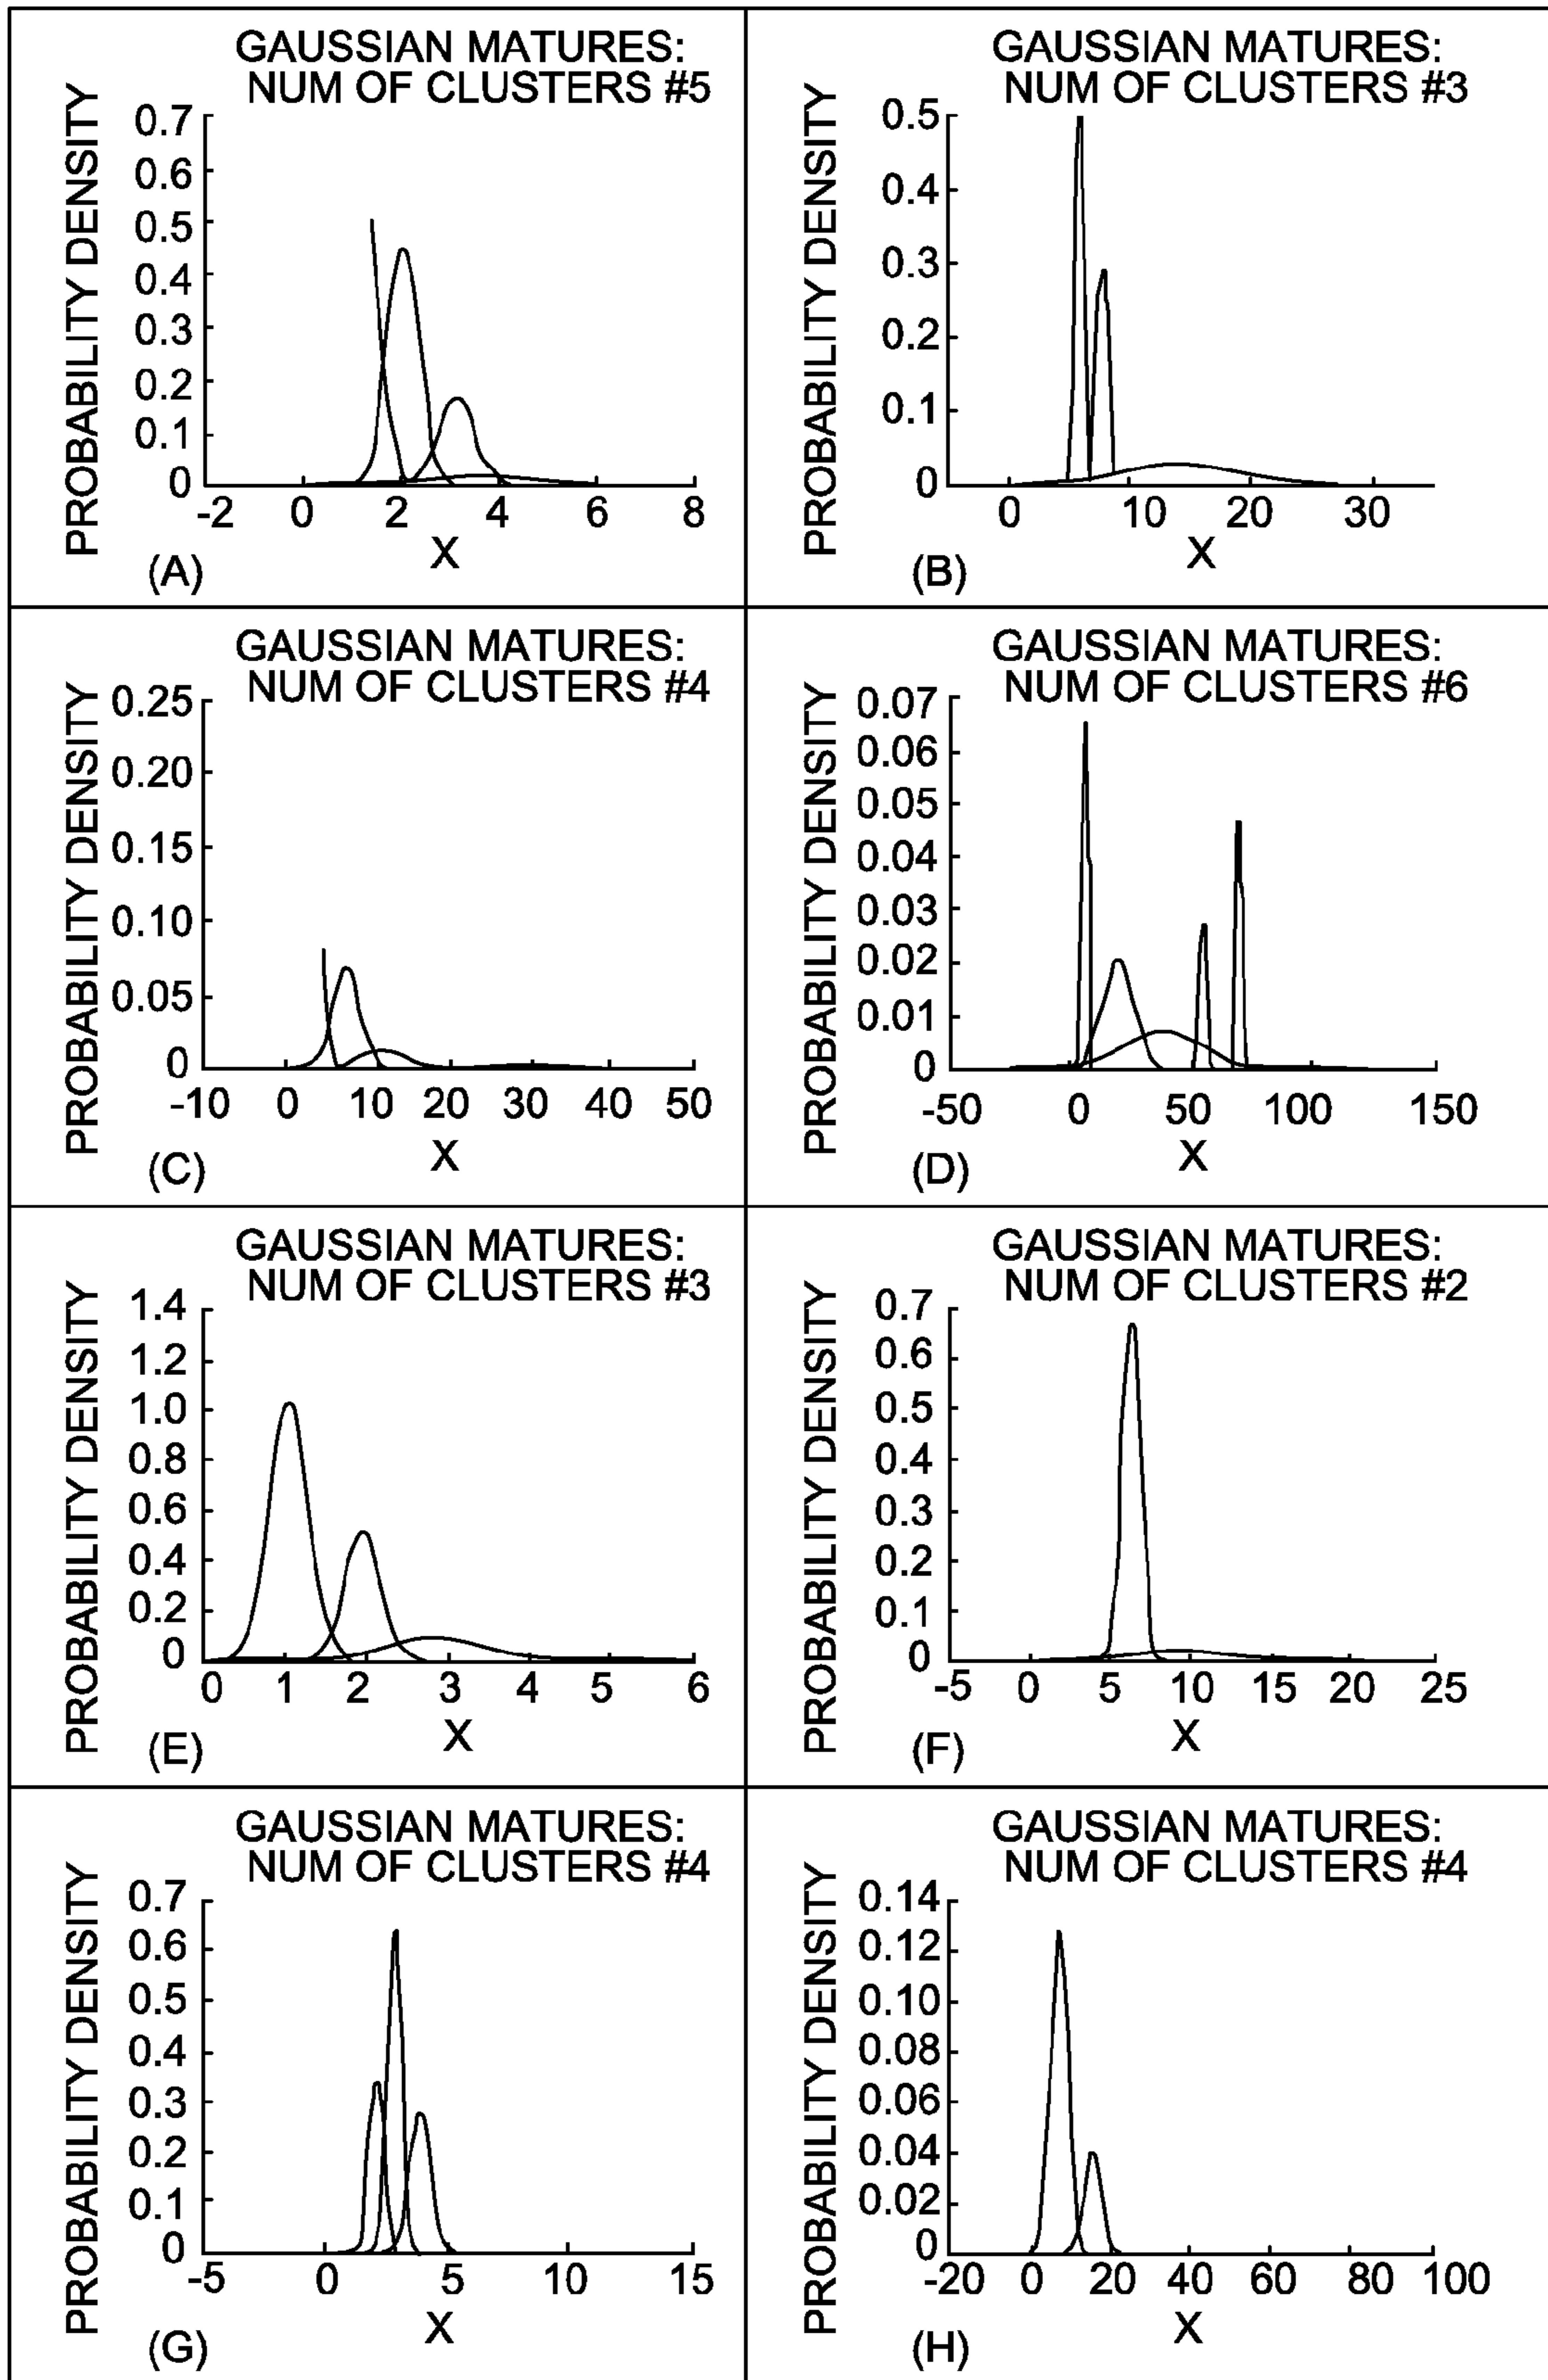 GAUSSIAN MATURES:
NUM OF CLUSTERS #5
PROBABILITY DENSITY
0.7
0.6
0.5
0.4
0.3
0.2
0.1
0
-2 0 2 4 6 8
X
(A)
GAUSSIAN MATURES:
NUM OF CLUSTERS #3
PROBABILITY DENSITY
0.5
0.4
0.3
0.2
0.1
0
0 10 20 30
X
(B)
GAUSSIAN MATURES:
NUM OF CLUSTERS #4
PROBABILITY DENSITY
0.25
0.20
0.15
0.10
0.05
0
-10 0 10 20 30 40 50
X
(C)
GAUSSIAN MATURES:
NUM OF CLUSTERS #6
PROBABILITY DENSITY
0.07
0.06
0.05
0.04
0.03
0.02
0.01
0
-50 0 50 100 150
X
(D)
GAUSSIAN MATURES:
NUM OF CLUSTERS #3
PROBABILITY DENSITY
1.4
1.2
1.0
0.8
0.6
0.4
0.2
0
0 1 2 3 4 5 6
X
(E)
GAUSSIAN MATURES:
NUM OF CLUSTERS #2
PROBABILITY DENSITY
0.7
0.6
0.5
0.4
0.3
0.2
0.1
0
-5 0 5 10 15 20 25
X
(F)
GAUSSIAN MATURES:
NUM OF CLUSTERS #4
PROBABILITY DENSITY
0.7
0.6
0.5
0.4
0.3
0.2
0.1
0
-5 0 5 10 15
X
(G)
GAUSSIAN MATURES:
NUM OF CLUSTERS #4
PROBABILITY DENSITY
0.14
0.12
0.10
0.08
0.06
0.04
0.02
0
-20 0 20 40 60 80 100
X
(H)